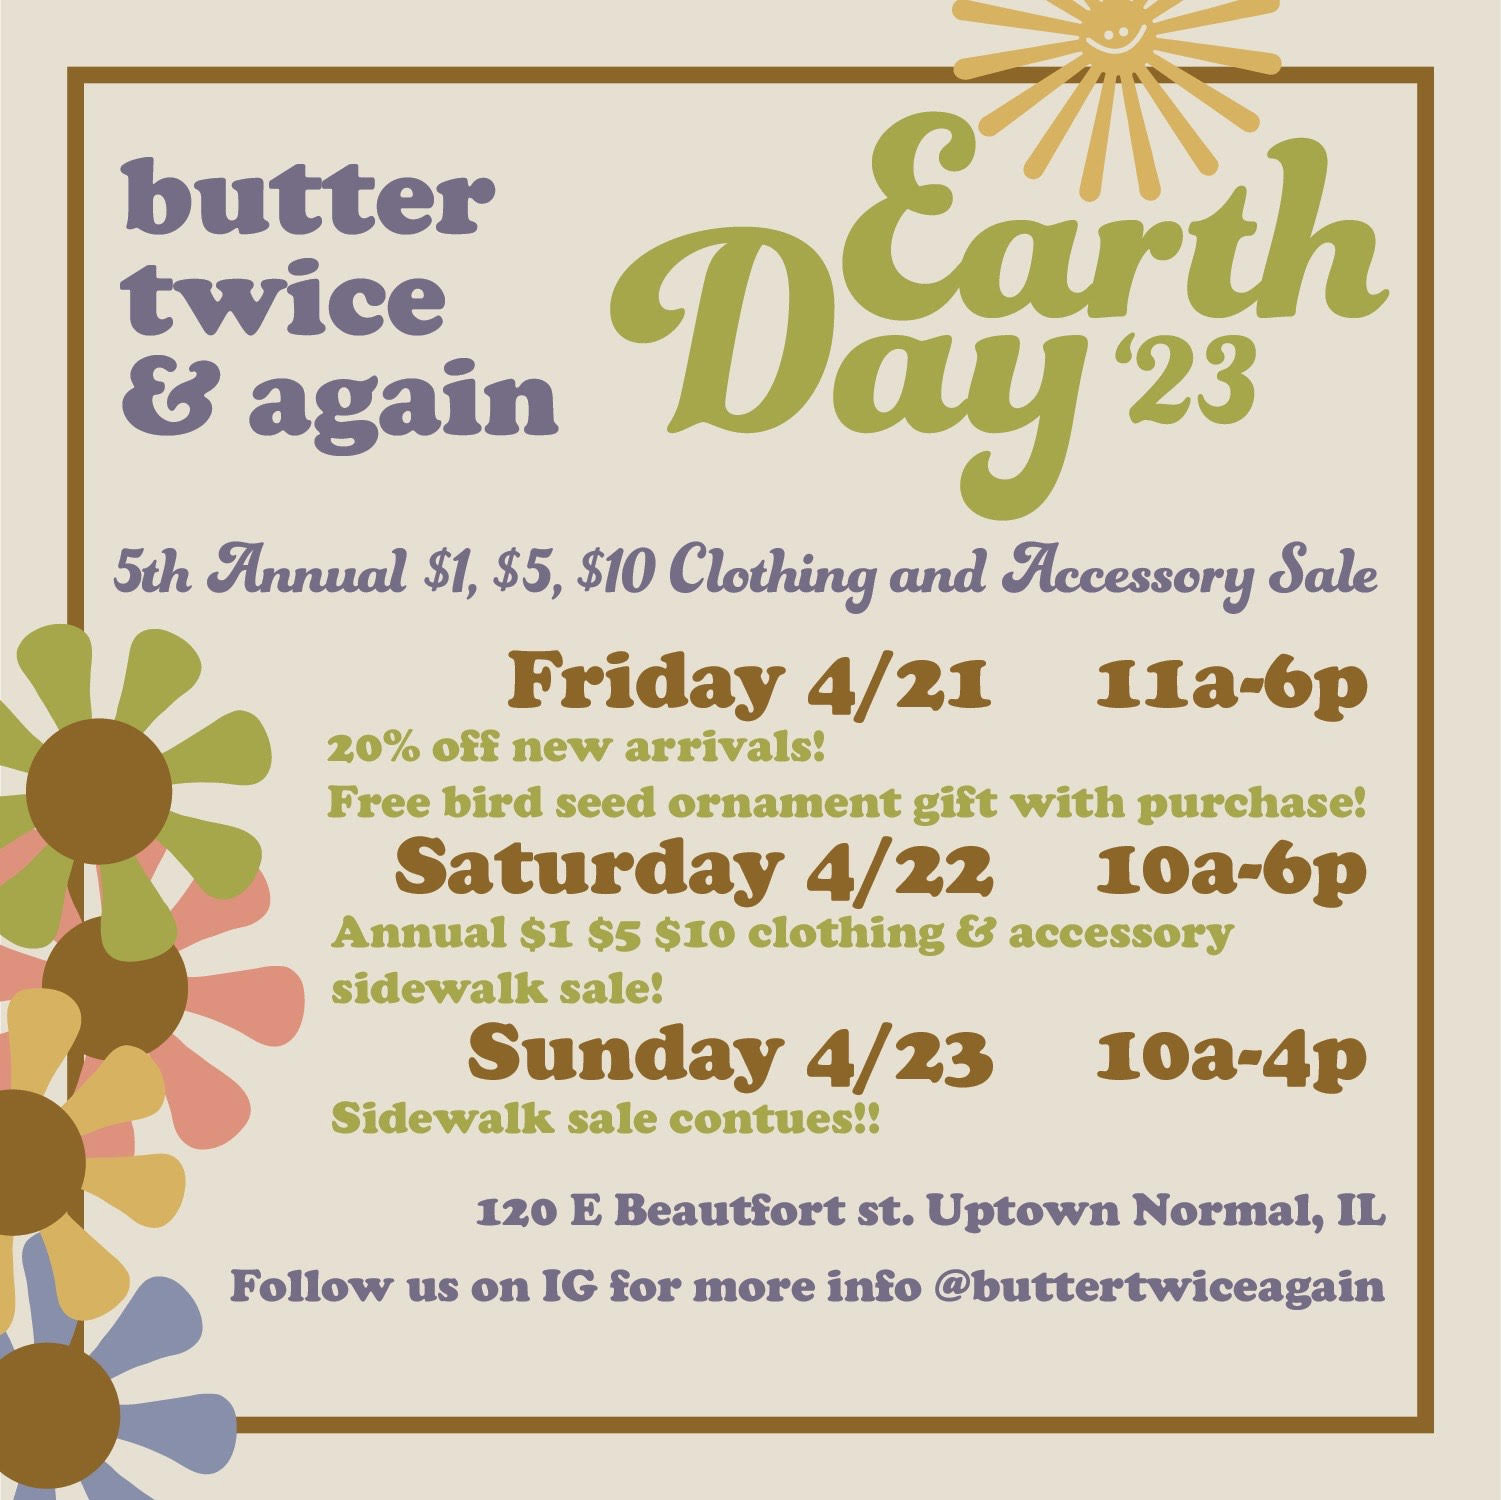 butter
twice
& again
Earth
Day '23
5th Annual $1, $5, $10 Clothing and Accessory Sale
Friday 4/21 11a-6p
20% off new arrivals!
Free bird seed ornament gift with purchase!
Saturday 4/22 10a-6p
Annual $1 $5 $10 clothing & accessory
sidewalk sale!
Sunday 4/23 10a-4p
Sidewalk sale contues!!
120 E Beautfort st. Uptown Normal, IL
Follow us on IG for more info @buttertwiceagain